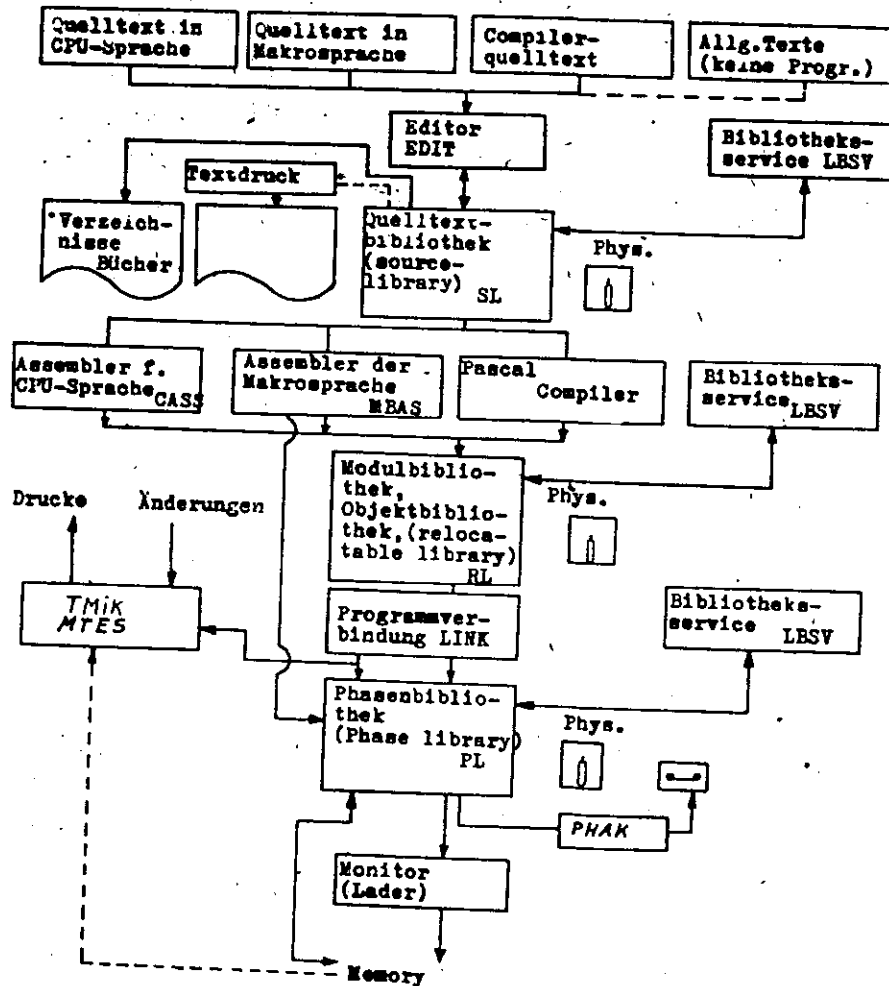 Quelltext in
CPU-Sprache
Quelltext in
Makrosprache
Compiler-
quelltext
Allg.Texte
(keine Progr.)
Editor
EDIT
Bibliotheks-
service LBSV
Textdruck
Verzeich-
nisse
Bücher
Quelltext-
bibliothek
(source-
library)
SL
Phys.
Assembler f.
CPU-Sprache
CASS
Assembler der
Makrosprache
MBAS
Pascal
Compiler
Bibliotheks-
service
LBSV
Modulbiblio-
thek,
Objektbiblio-
thek,(reloca-
table library)
RL
Phys.
Drucke
Änderungen
TMiK
MTES
Programmver-
bindung LINK
Bibliotheks-
service
LBSV
Phasenbiblio-
thek
(Phase library)
PL
Phys.
PHAK
Monitor
(Lader)
Memory